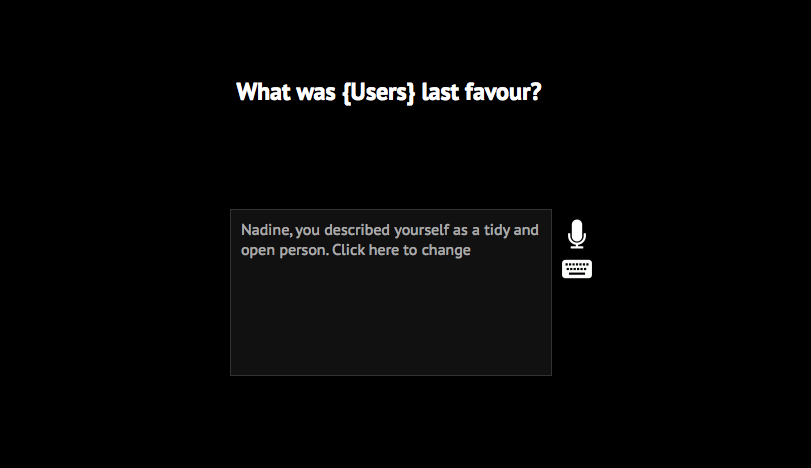 What was {Users} last favour?
Nadine, you described yourself as a tidy and
open person. Click here to change